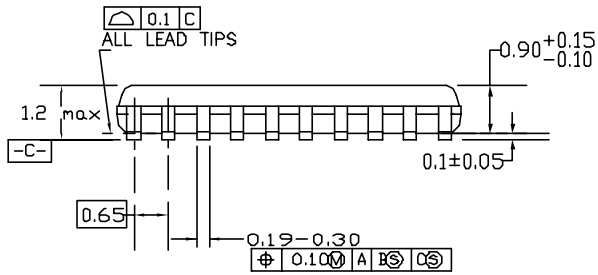 0.1 C
ALL LEAD TIPS
0.90 +0.15
-0.10
1.2 max
-C-
0.1±0.05
0.65
0.19-0.30
0.10Ⓜ A BⓈ CⓈ